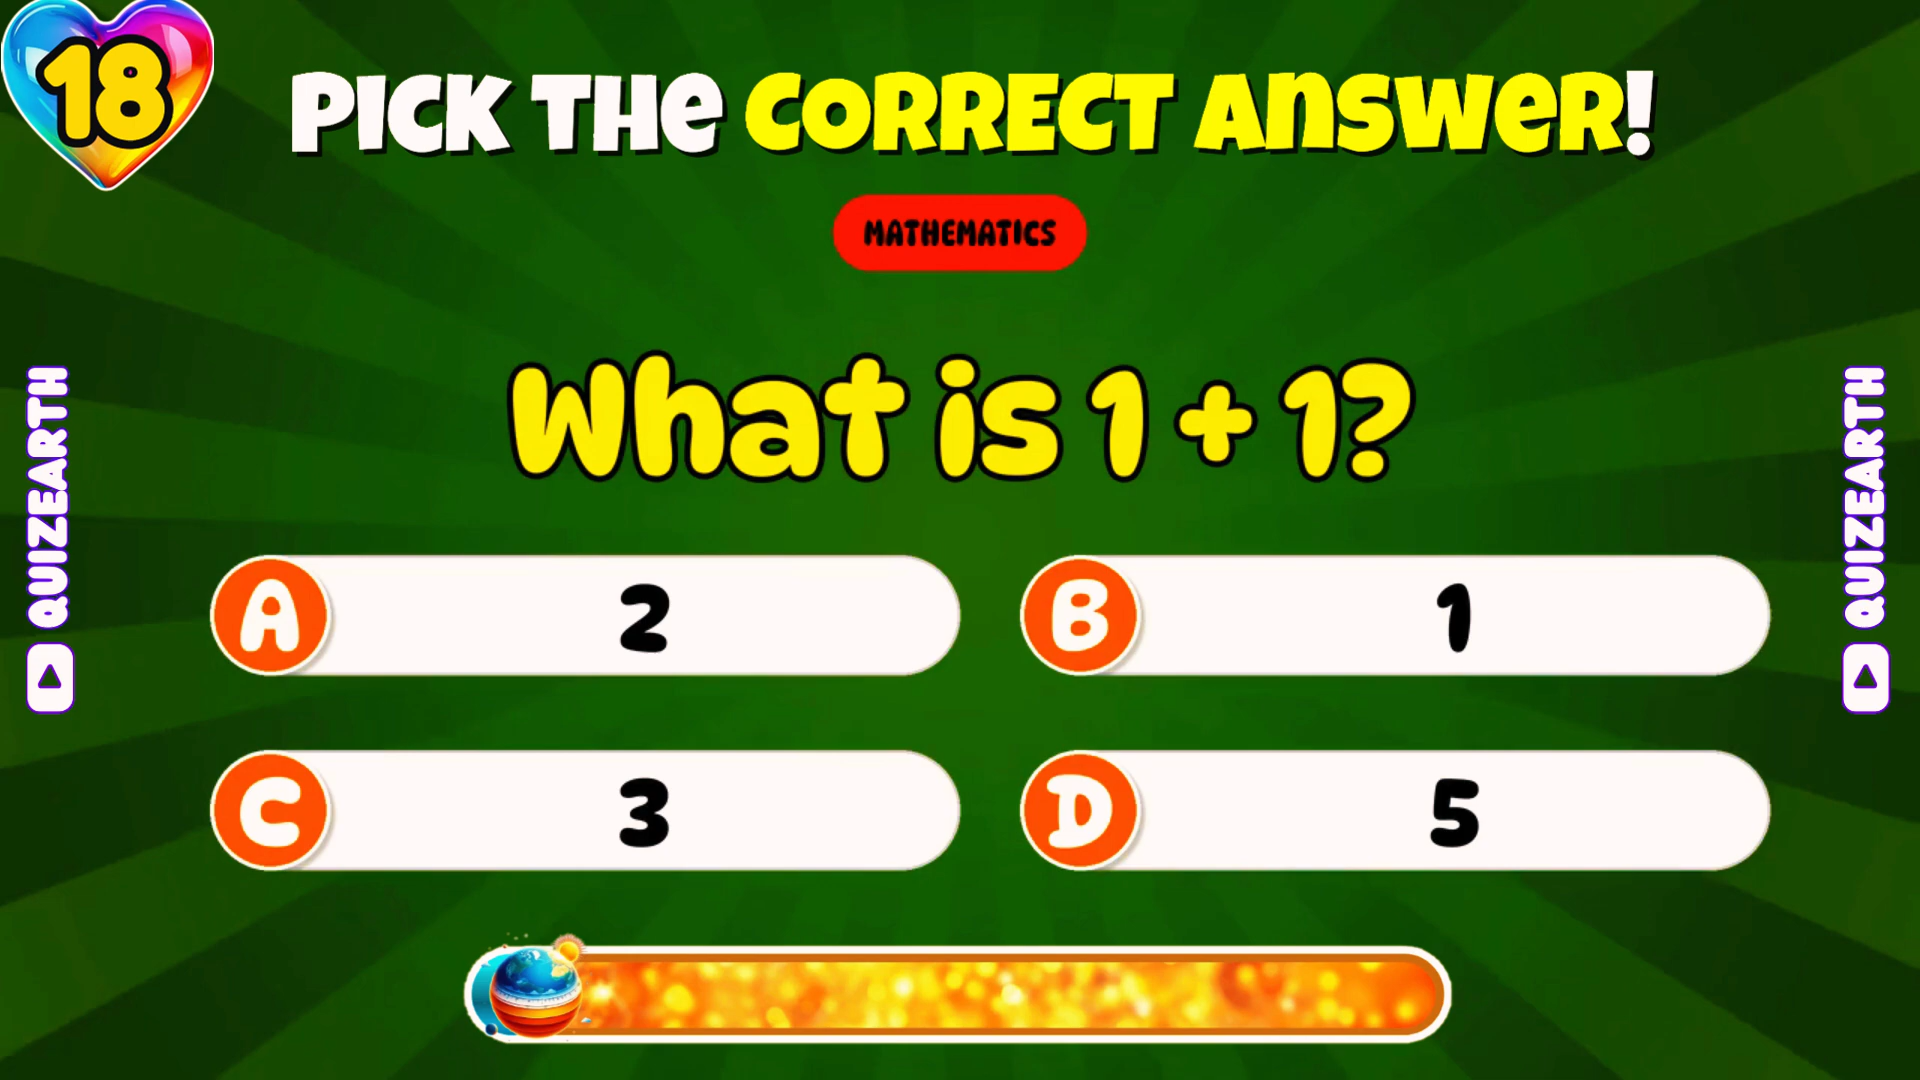 18
PICK THE CORRECT ANSWER!
MATHEMATICS
What is 1 + 1?
A 2
B 1
C 3
D 5
QUIZEARTH
QUIZEARTH